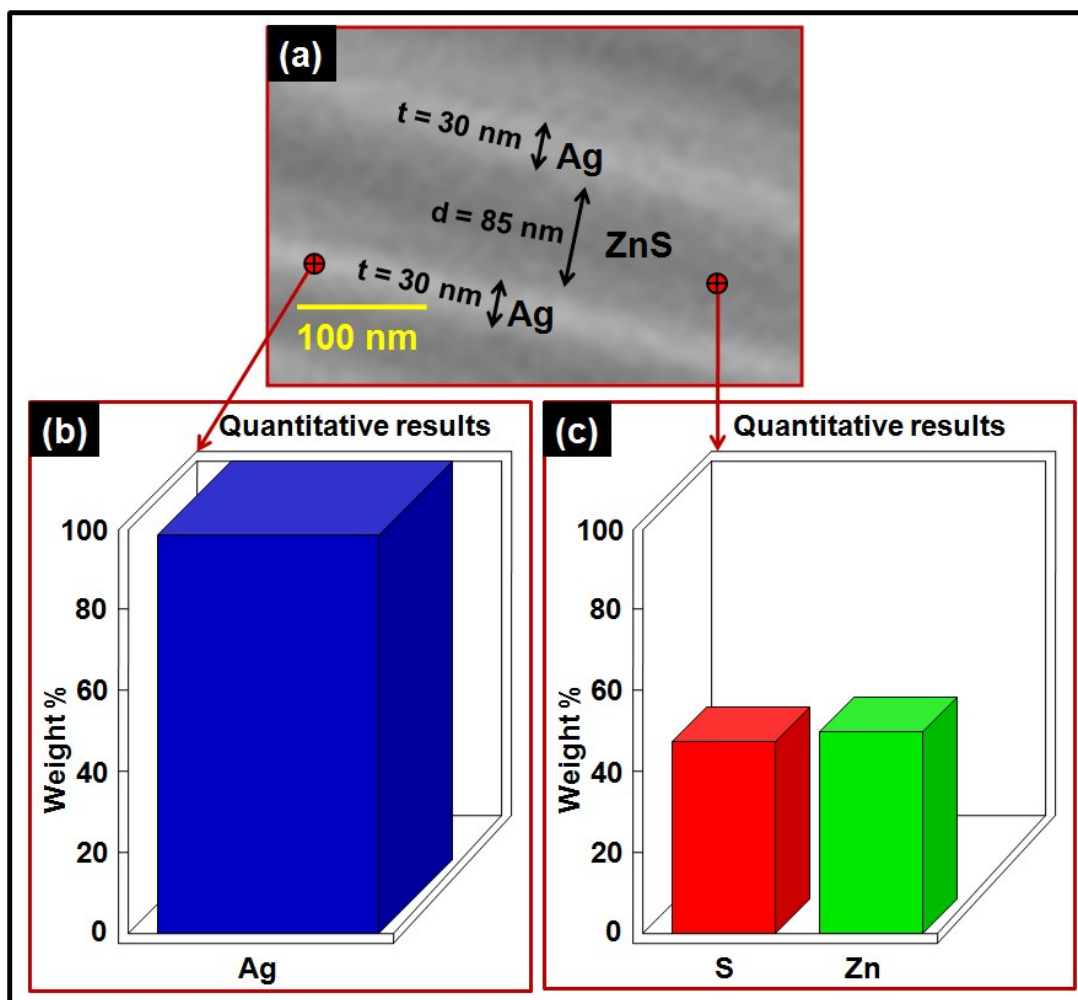 (a)
t = 30 nm
Ag
d = 85 nm
ZnS
t = 30 nm
Ag
100 nm
(b)
Quantitative results
Weight %
100
80
60
40
20
0
Ag
(c)
Quantitative results
Weight %
100
80
60
40
20
0
S
Zn